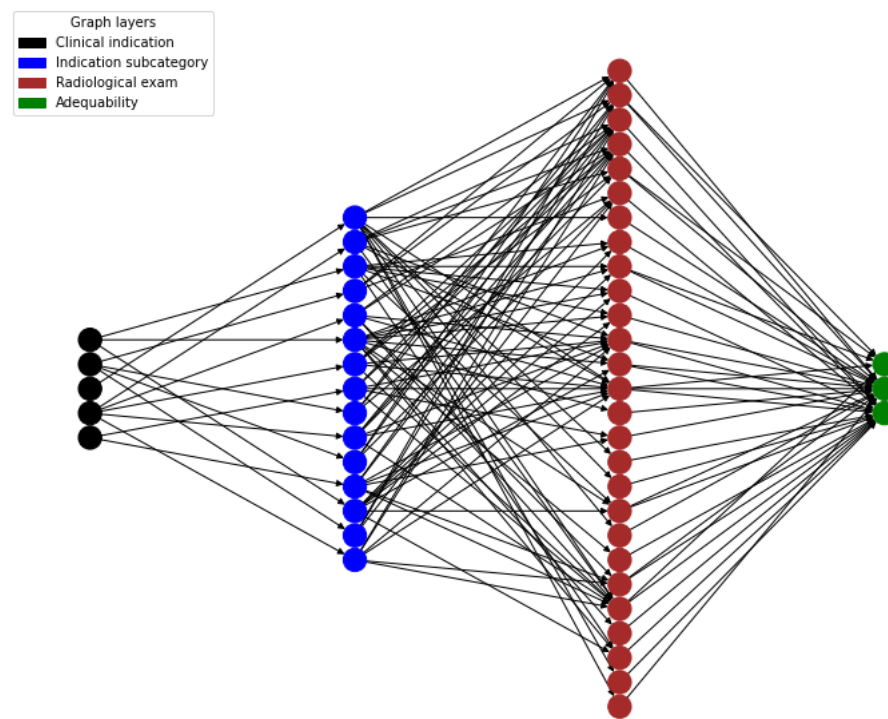 Graph layers
Clinical indication
Indication subcategory
Radiological exam
Adequability